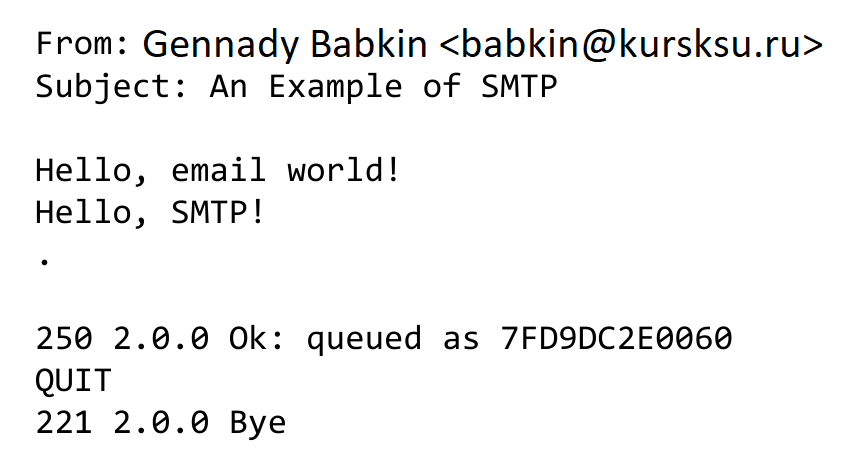 From: Gennady Babkin <babkin@kursksu.ru>
Subject: An Example of SMTP
Hello, email world!
Hello, SMTP!
.
250 2.0.0 Ok: queued as 7FD9DC2E0060
QUIT
221 2.0.0 Bye